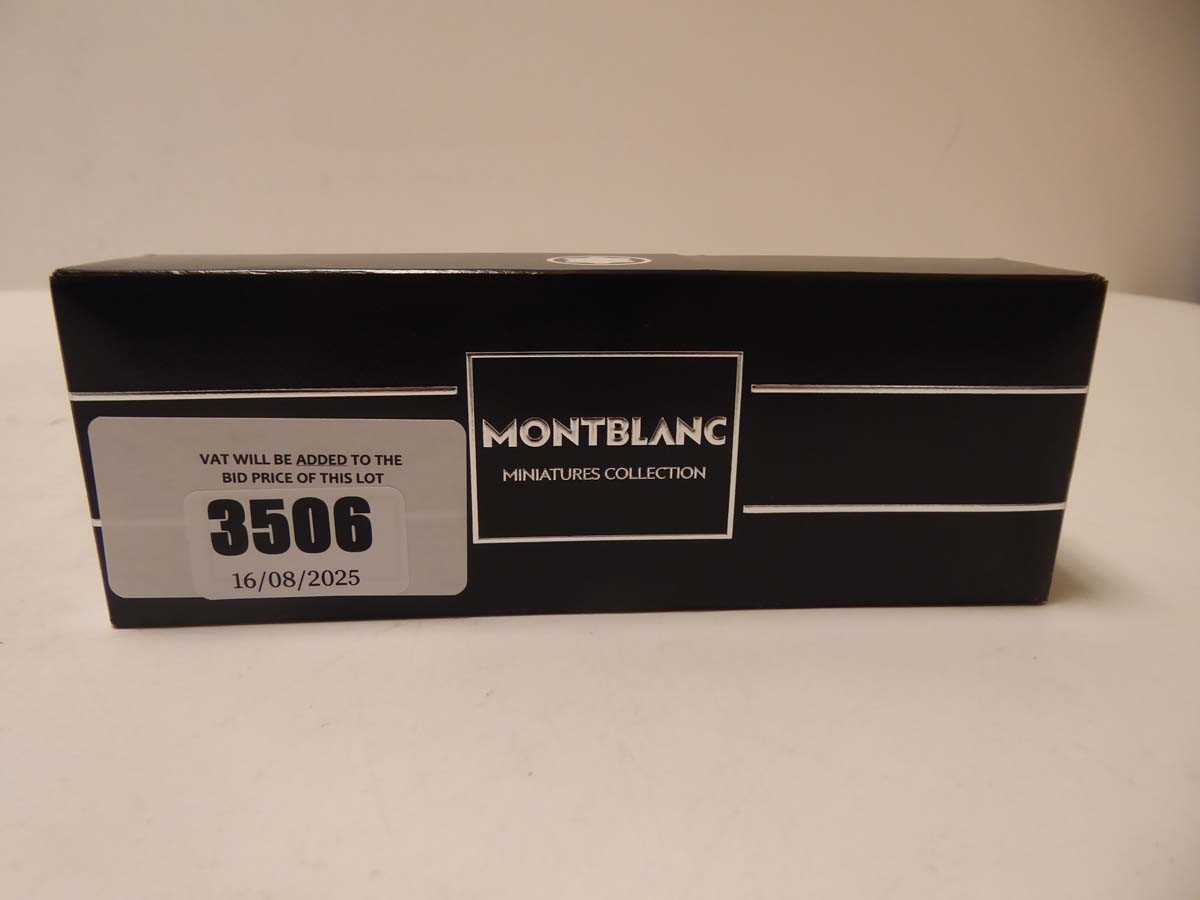 MONTBLANC
MINIATURES COLLECTION
VAT WILL BE ADDED TO THE
BID PRICE OF THIS LOT
3506
16/08/2025